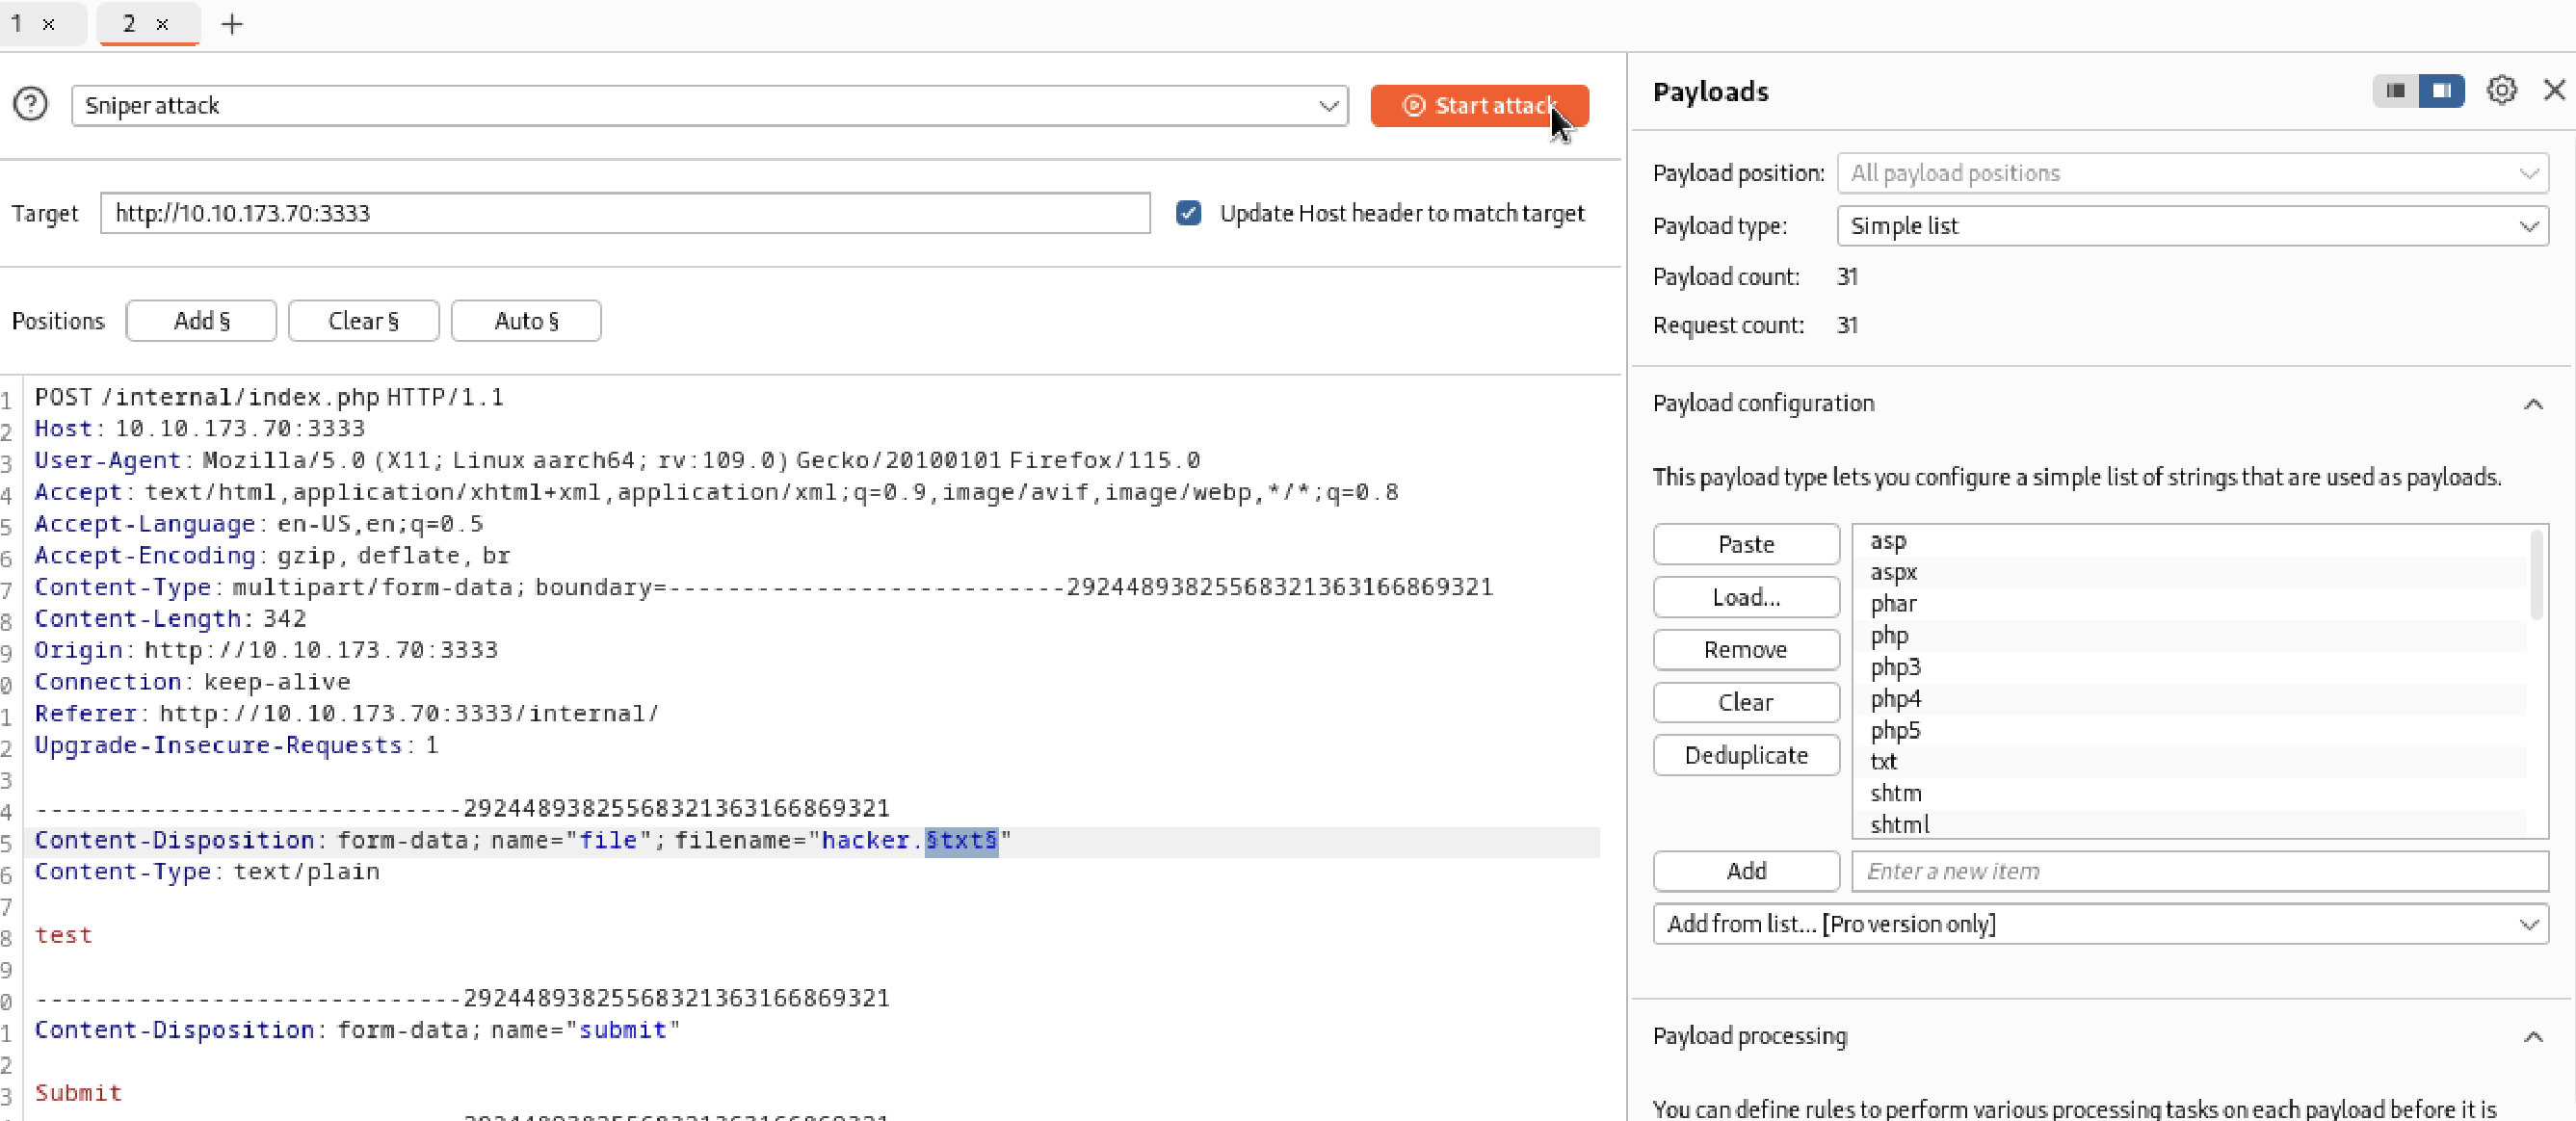 1 × 2 × +
Sniper attack
Start attack
Target http://10.10.173.70:3333 Update Host header to match target
Positions Add § Clear § Auto §
1 POST /internal/index.php HTTP/1.1
2 Host: 10.10.173.70:3333
3 User-Agent: Mozilla/5.0 (X11; Linux aarch64; rv:109.0) Gecko/20100101 Firefox/115.0
4 Accept: text/html,application/xhtml+xml,application/xml;q=0.9,image/avif,image/webp,*/*;q=0.8
5 Accept-Language: en-US,en;q=0.5
6 Accept-Encoding: gzip, deflate, br
7 Content-Type: multipart/form-data; boundary=---------------------------292448938255683213631668​69321
8 Content-Length: 342
9 Origin: http://10.10.173.70:3333
0 Connection: keep-alive
1 Referer: http://10.10.173.70:3333/internal/
2 Upgrade-Insecure-Requests: 1
3
4 -----------------------------29244893825568321363166869321
5 Content-Disposition: form-data; name="file"; filename="hacker.§txt§"
6 Content-Type: text/plain
7
8 test
9
0 -----------------------------29244893825568321363166869321
1 Content-Disposition: form-data; name="submit"
2
3 Submit
Payloads
Payload position: All payload positions
Payload type: Simple list
Payload count: 31
Request count: 31
Payload configuration
This payload type lets you configure a simple list of strings that are used as payloads.
Paste
Load...
Remove
Clear
Deduplicate
asp
aspx
phar
php
php3
php4
php5
txt
shtm
shtml
Add Enter a new item
Add from list... [Pro version only]
Payload processing
You can define rules to perform various processing tasks on each payload before it is